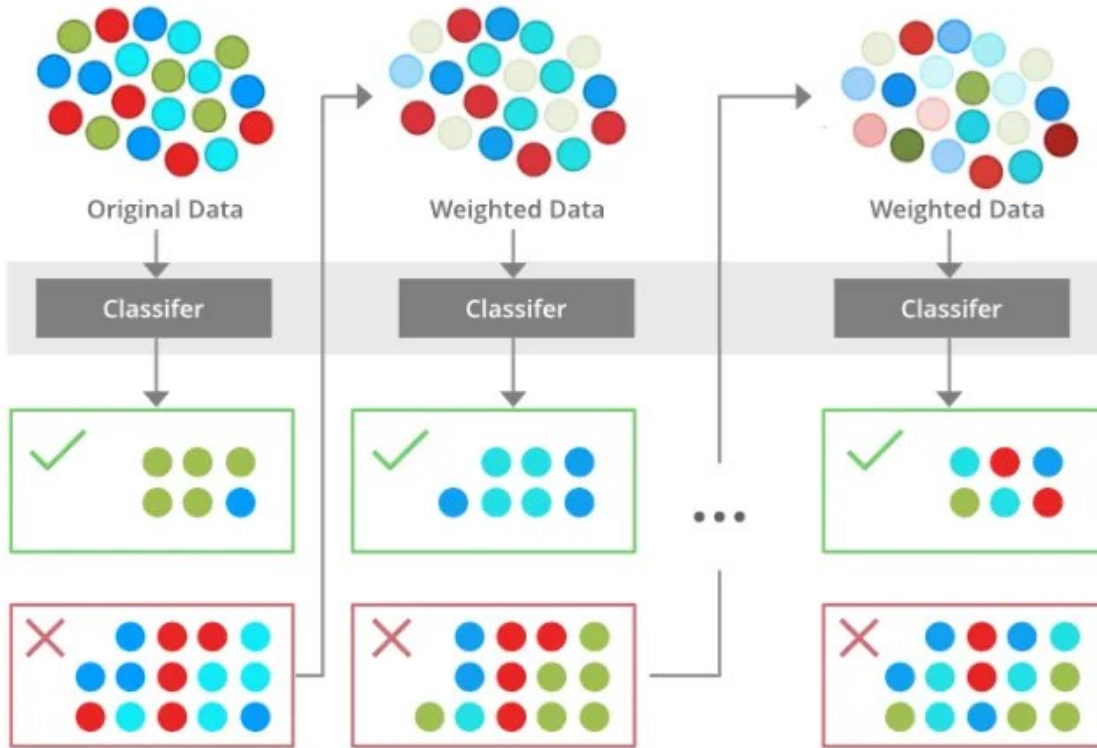 Original Data
Weighted Data
Weighted Data
Classifer
Classifer
Classifer
...